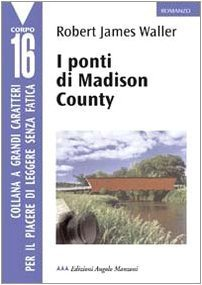 CORPO
16
COLLANA A GRANDI CARATTERI
PER IL PIACERE DI LEGGERE SENZA FATICA
ROMANZO
Robert James Waller
I ponti
di Madison
County
A.A.A. Edizioni Angolo Manzoni